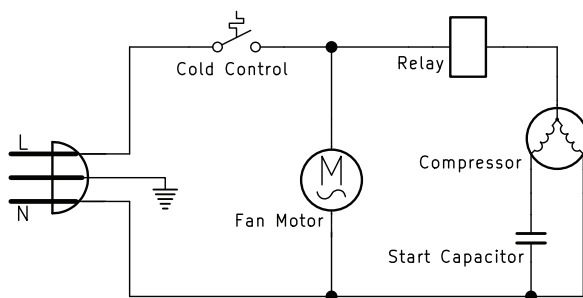 Cold Control
Relay
L
Compressor
M
N
Fan Motor
Start Capacitor